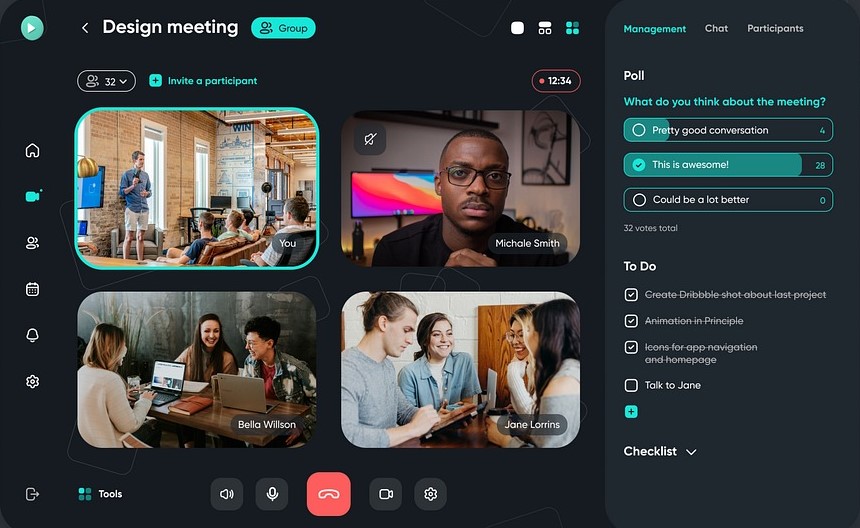 Design meeting
Group
32
Invite a participant
12:34
WIN
You
Michale Smith
Bella Willson
Jane Lorrins
Tools
Management
Chat
Participants
Poll
What do you think about the meeting?
Pretty good conversation 4
This is awesome! 28
Could be a lot better 0
32 votes total
To Do
Create Dribbble shot about last project
Animation in Principle
Icons for app navigation
and homepage
Talk to Jane
Checklist